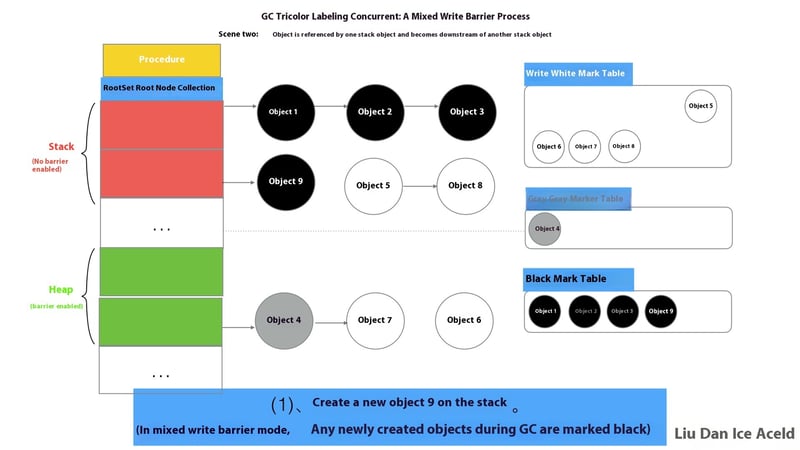 GC Tricolor Labeling Concurrent: A Mixed Write Barrier Process
Scene two: Object is referenced by one stack object and becomes downstream of another stack object
Procedure
RootSet Root Node Collection
Stack
(No barrier
enabled)
...
Heap
(barrier enabled)
...
Object 1
Object 2
Object 3
Object 9
Object 5
Object 8
Object 4
Object 7
Object 6
Write White Mark Table
Object 5
Object 6
Object 7
Object 8
Gray Gray Marker Table
Object 4
Black Mark Table
Object 1
Object 2
Object 3
Object 9
(1)、 Create a new object 9 on the stack 。
(In mixed write barrier mode, Any newly created objects during GC are marked black)
Liu Dan Ice Aceld